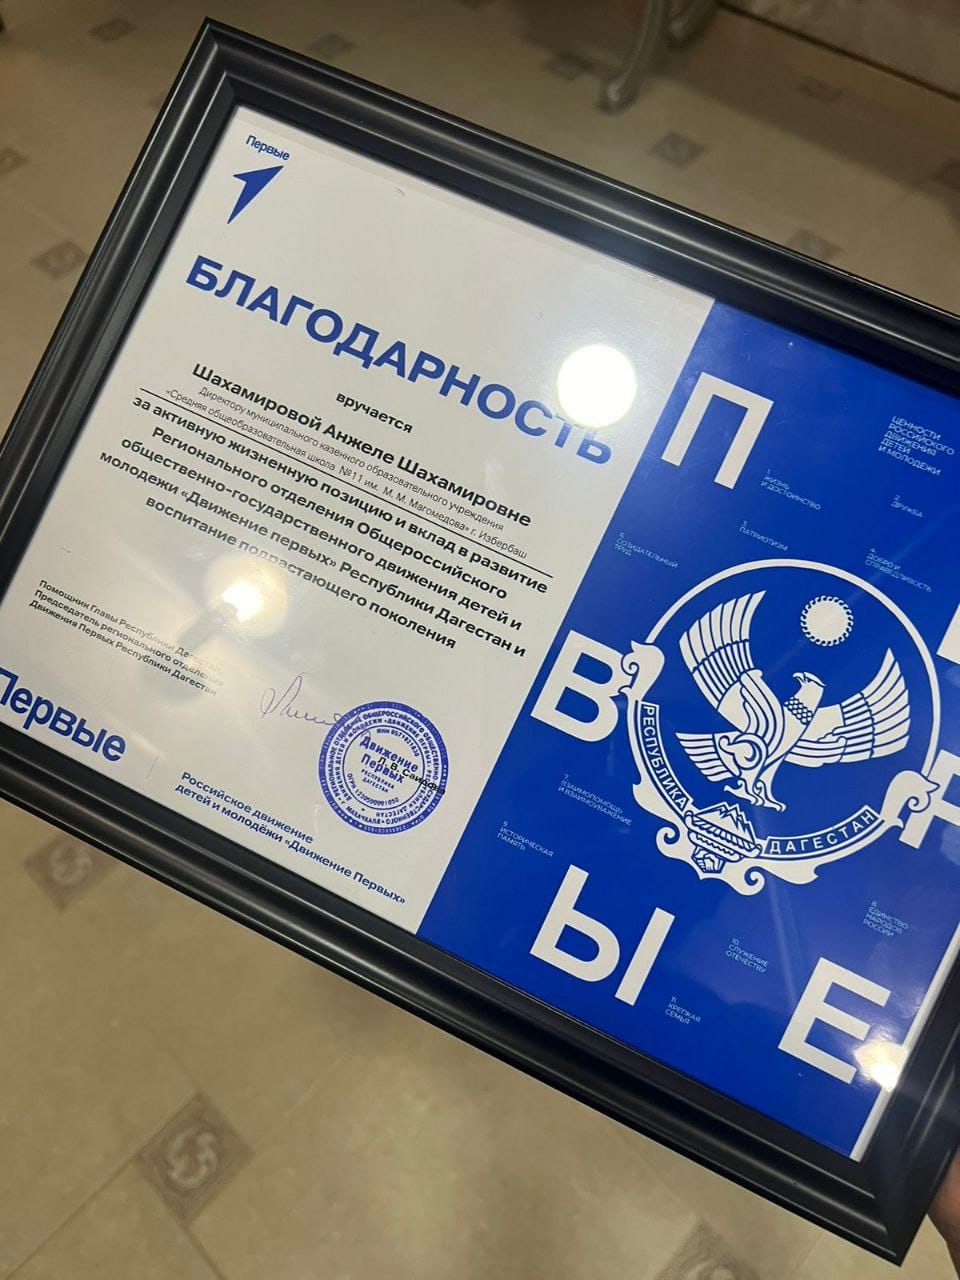 Первые
БЛАГОДАРНОСТЬ
вручается
Шахамировой Анжеле Шахамировне
Директору муниципального казенного образовательного учреждения
«Средняя общеобразовательная школа №11 им. М. М. Магомедова» г. Избербаш
за активную жизненную позицию и вклад в развитие
Регионального отделения Общероссийского
общественно-государственного движения детей и
молодежи «Движение первых» Республики Дагестан и
воспитание подрастающего поколения
Помощник Главы Республики Дагестан,
Председатель регионального отделения
Движения Первых Республики Дагестан
Движение
Первых
РЕСПУБЛИКА
ДАГЕСТАН
Первые
Российское движение
детей и молодёжи «Движение Первых»
П
В
Ы
Е
ЦЕННОСТИ
РОССИЙСКОГО
ДВИЖЕНИЯ
ДЕТЕЙ
И МОЛОДЕЖИ
1.
ЖИЗНЬ
И ДОСТОИНСТВО
2.
ДРУЖБА
3.
ПАТРИОТИЗМ
4.
ДОБРО И
СПРАВЕДЛИВОСТЬ
6.
СОЗИДАТЕЛЬНЫЙ
ТРУД
РЕСПУБЛИКА ДАГЕСТАН
7.
ВЗАИМОПОМОЩЬ
И ВЗАИМОУВАЖЕНИЕ
9.
ИСТОРИЧЕСКАЯ
ПАМЯТЬ
8.
ЕДИНСТВО
НАРОДОВ
РОССИИ
10.
СЛУЖЕНИЕ
ОТЕЧЕСТВУ
11.
КРЕПКАЯ
СЕМЬЯ